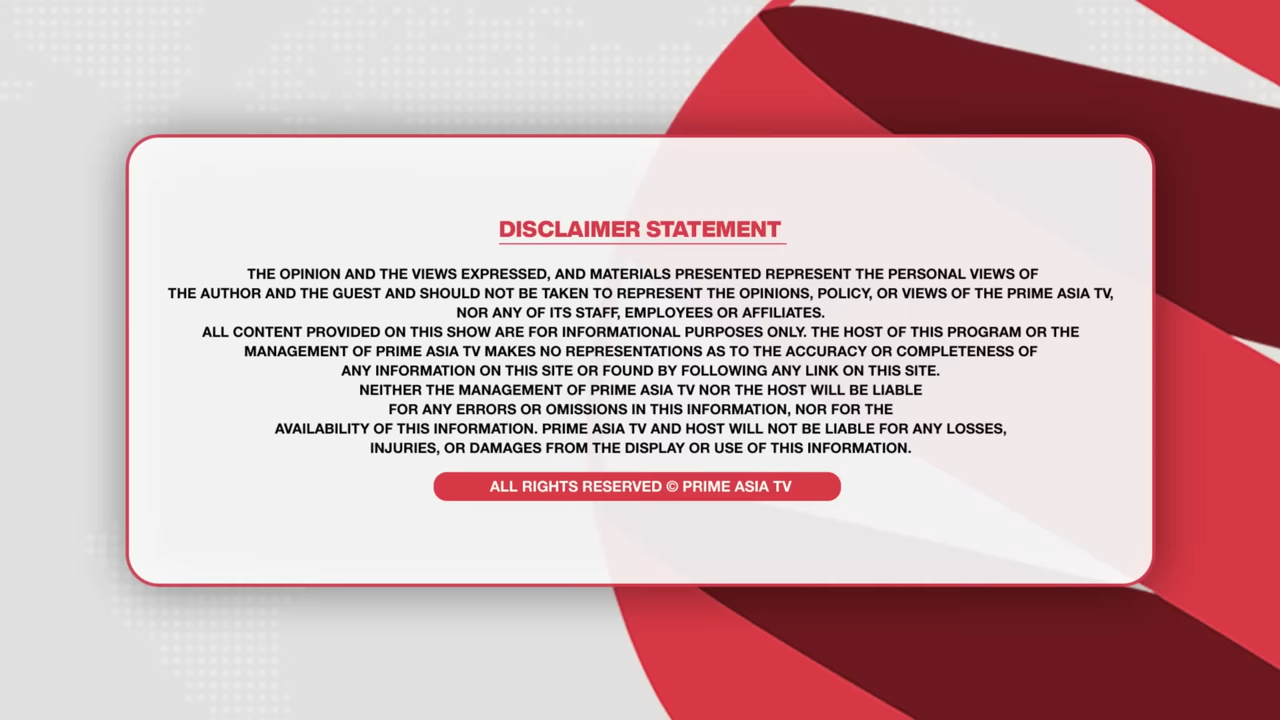 DISCLAIMER STATEMENT
THE OPINION AND THE VIEWS EXPRESSED, AND MATERIALS PRESENTED REPRESENT THE PERSONAL VIEWS OF
THE AUTHOR AND THE GUEST AND SHOULD NOT BE TAKEN TO REPRESENT THE OPINIONS, POLICY, OR VIEWS OF THE PRIME ASIA TV,
NOR ANY OF ITS STAFF, EMPLOYEES OR AFFILIATES.
ALL CONTENT PROVIDED ON THIS SHOW ARE FOR INFORMATIONAL PURPOSES ONLY. THE HOST OF THIS PROGRAM OR THE
MANAGEMENT OF PRIME ASIA TV MAKES NO REPRESENTATIONS AS TO THE ACCURACY OR COMPLETENESS OF
ANY INFORMATION ON THIS SITE OR FOUND BY FOLLOWING ANY LINK ON THIS SITE.
NEITHER THE MANAGEMENT OF PRIME ASIA TV NOR THE HOST WILL BE LIABLE
FOR ANY ERRORS OR OMISSIONS IN THIS INFORMATION, NOR FOR THE
AVAILABILITY OF THIS INFORMATION. PRIME ASIA TV AND HOST WILL NOT BE LIABLE FOR ANY LOSSES,
INJURIES, OR DAMAGES FROM THE DISPLAY OR USE OF THIS INFORMATION.
ALL RIGHTS RESERVED © PRIME ASIA TV